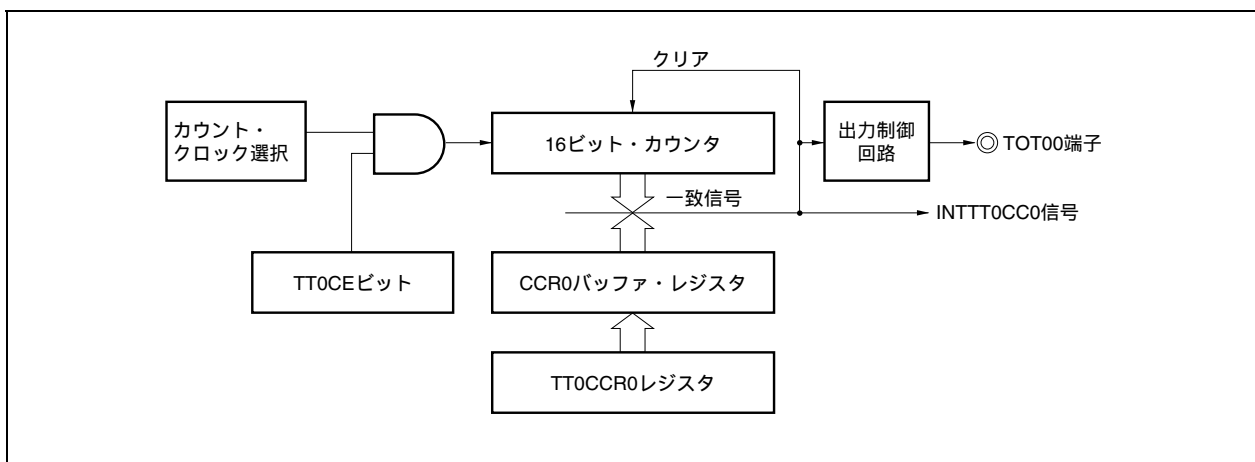 クリア
カウント・
クロック選択
16ビット・カウンタ
出力制御
回路
TOT00端子
一致信号
INTTT0CC0信号
TT0CEビット
CCR0バッファ・レジスタ
TT0CCR0レジスタ